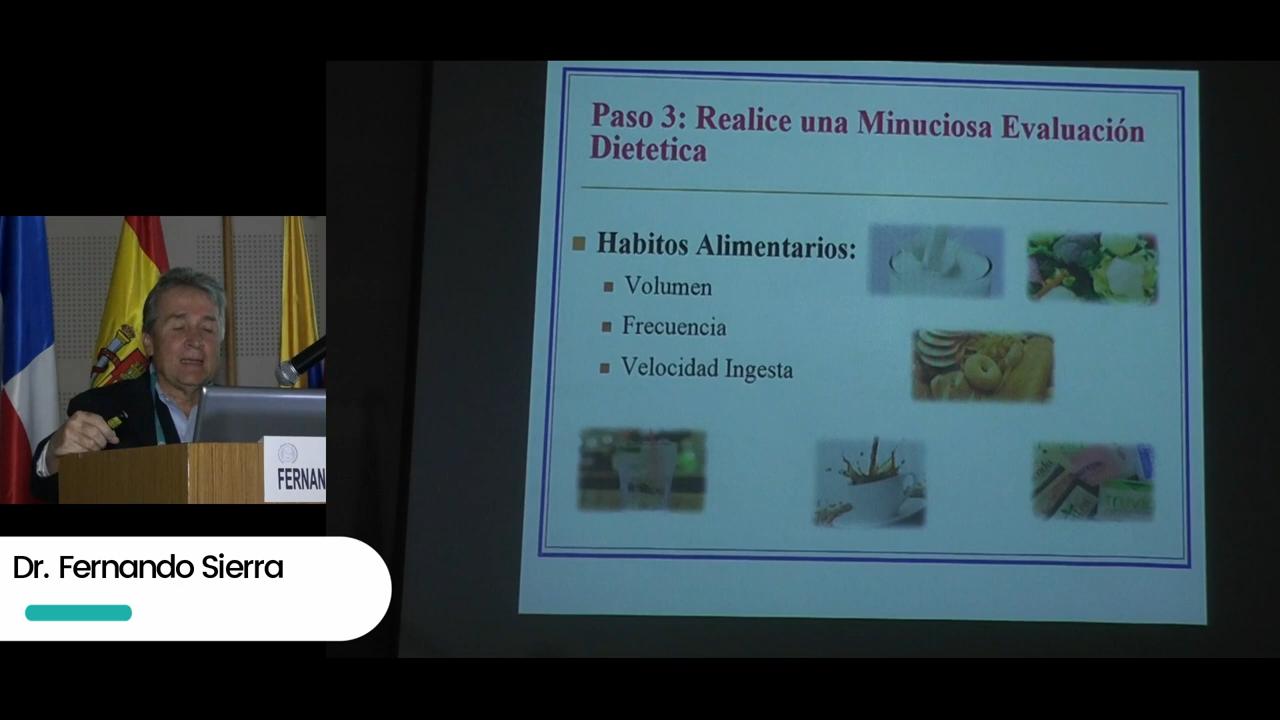 Paso 3: Realice una Minuciosa Evaluación
Dietetica
Habitos Alimentarios:
Volumen
Frecuencia
Velocidad Ingesta
FERNAN
Dr. Fernando Sierra